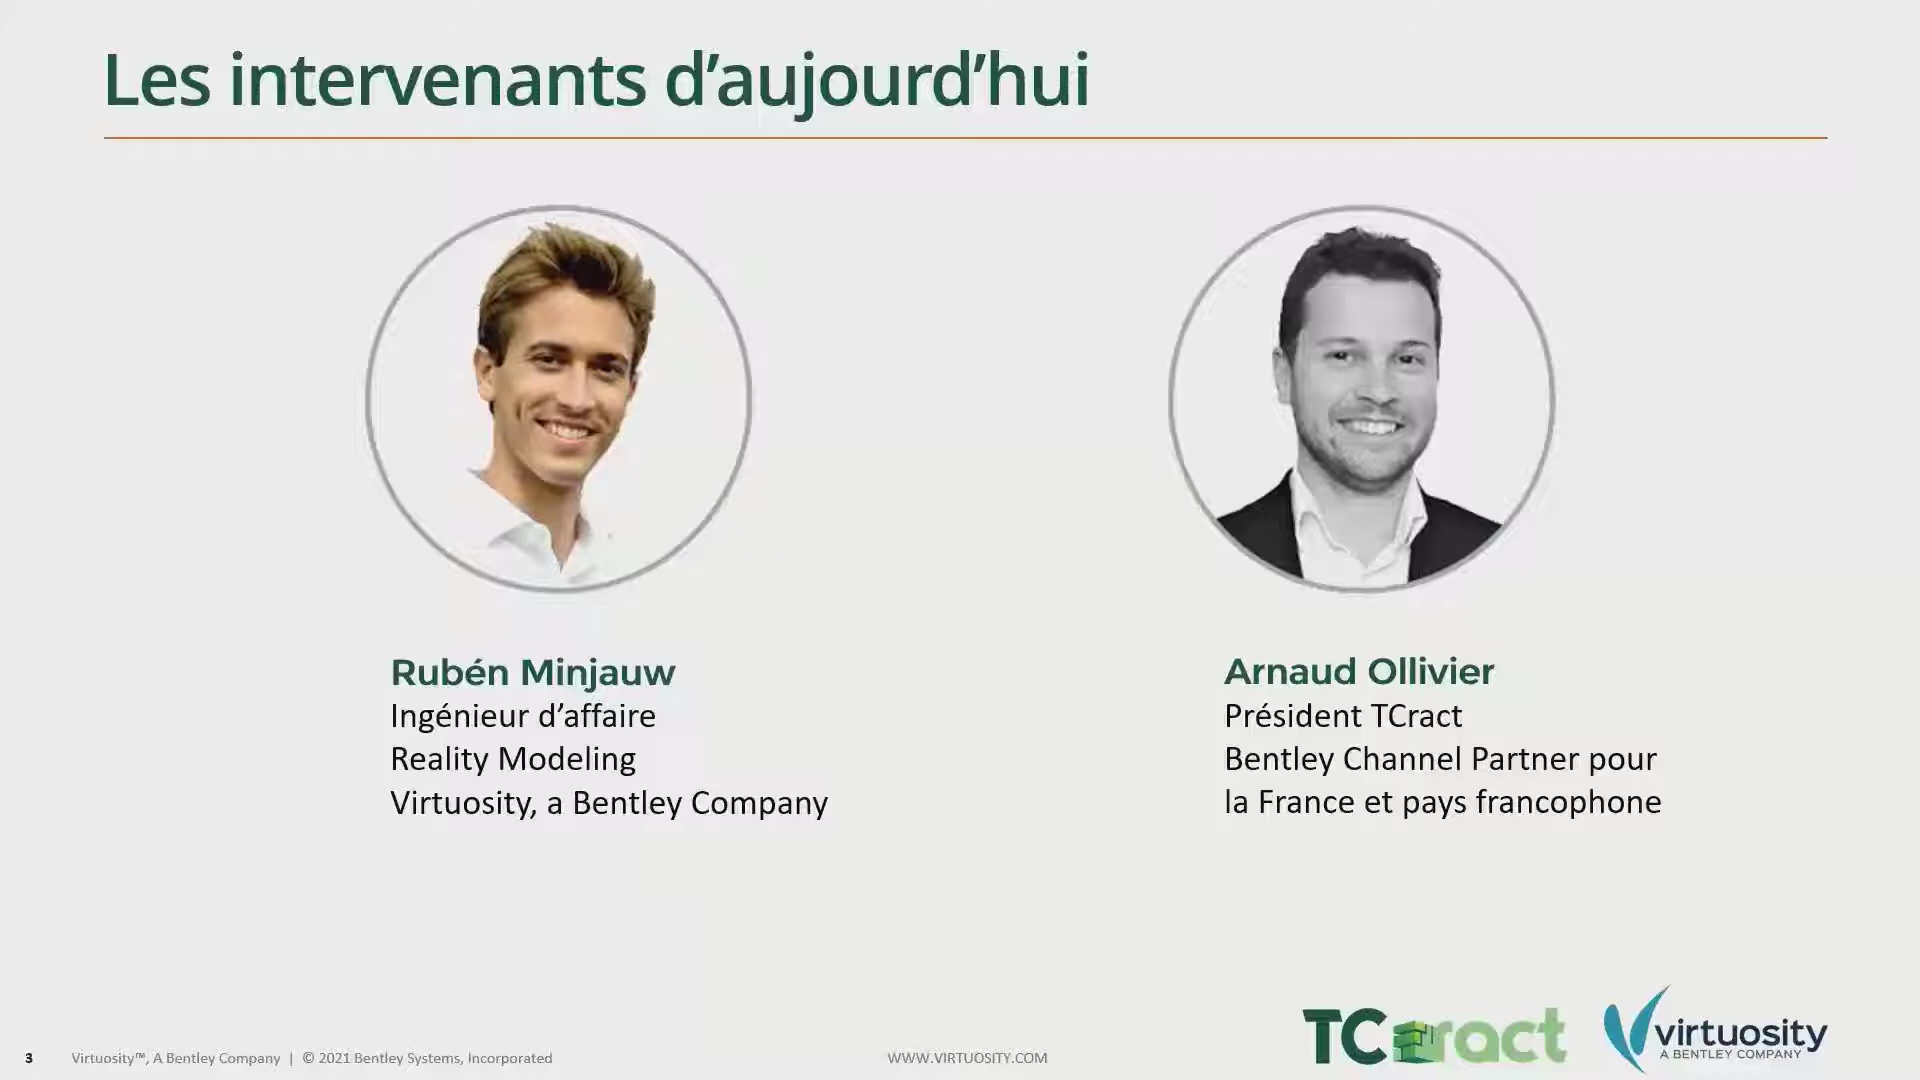 Les intervenants d’aujourd’hui
Rubén Minjauw
Ingénieur d’affaire
Reality Modeling
Virtuosity, a Bentley Company
Arnaud Ollivier
Président TCract
Bentley Channel Partner pour
la France et pays francophone
TCract
virtuosity
A BENTLEY COMPANY
3 Virtuosity™, A Bentley Company | © 2021 Bentley Systems, Incorporated
WWW.VIRTUOSITY.COM